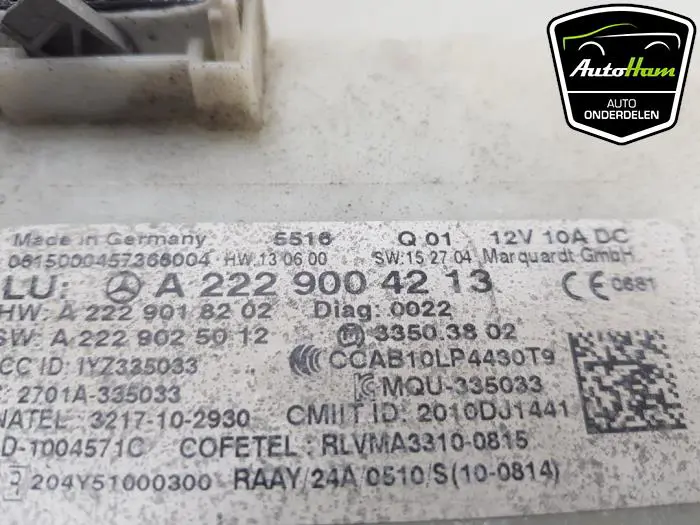 AutoHam
AUTO
ONDERDELEN
Made in Germany 5516 Q 01 12V 10A DC
0615000457366004 HW.13 06 00 SW.15 27 04 Marquardt GmbH
LU: A 222 900 42 13 CE 0681
HW: A 222 901 82 02 Diag: 0022
SW: A 222 902 50 12 33503802
CC ID: IYZ335033 CCAB10LP4430T9
: 2701A-335033 MQU-335033
NATEL: 3217-10-2930 CMIIT ID: 2010DJ1441
D-1004571C COFETEL: RLVMA3310-0815
204Y51000300 RAAY/24A/0510/S(10-0814)